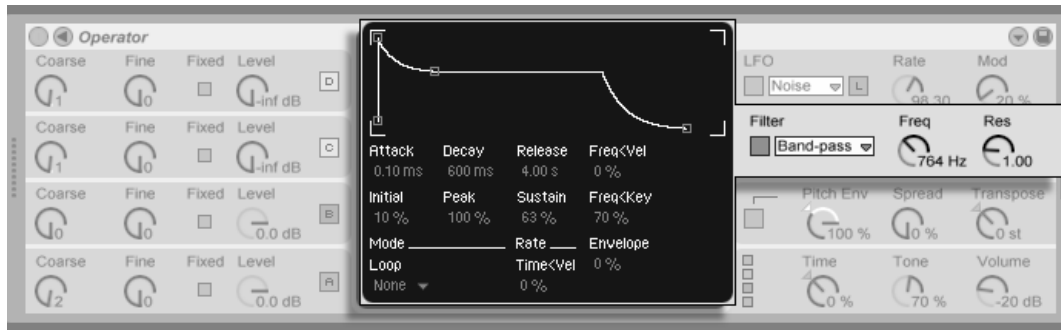 Operator
Coarse Fine Fixed Level
1 0 -inf dB D
Coarse Fine Fixed Level
1 0 -inf dB C
Coarse Fine Fixed Level
0 0 0.0 dB B
Coarse Fine Fixed Level
2 0 0.0 dB A
Attack Decay Release Freq<Vel
0.10 ms 600 ms 4.00 s 0 %
Initial Peak Sustain Freq<Key
10 % 100 % 63 % 70 %
Mode Rate Envelope
Loop Time<Vel 0 %
None 0 %
LFO Rate Mod
Noise L 98.30 20 %
Filter Freq Res
Band-pass 764 Hz 1.00
Pitch Env Spread Transpose
100 % 0 % 0 st
Time Tone Volume
0 % 70 % -20 dB